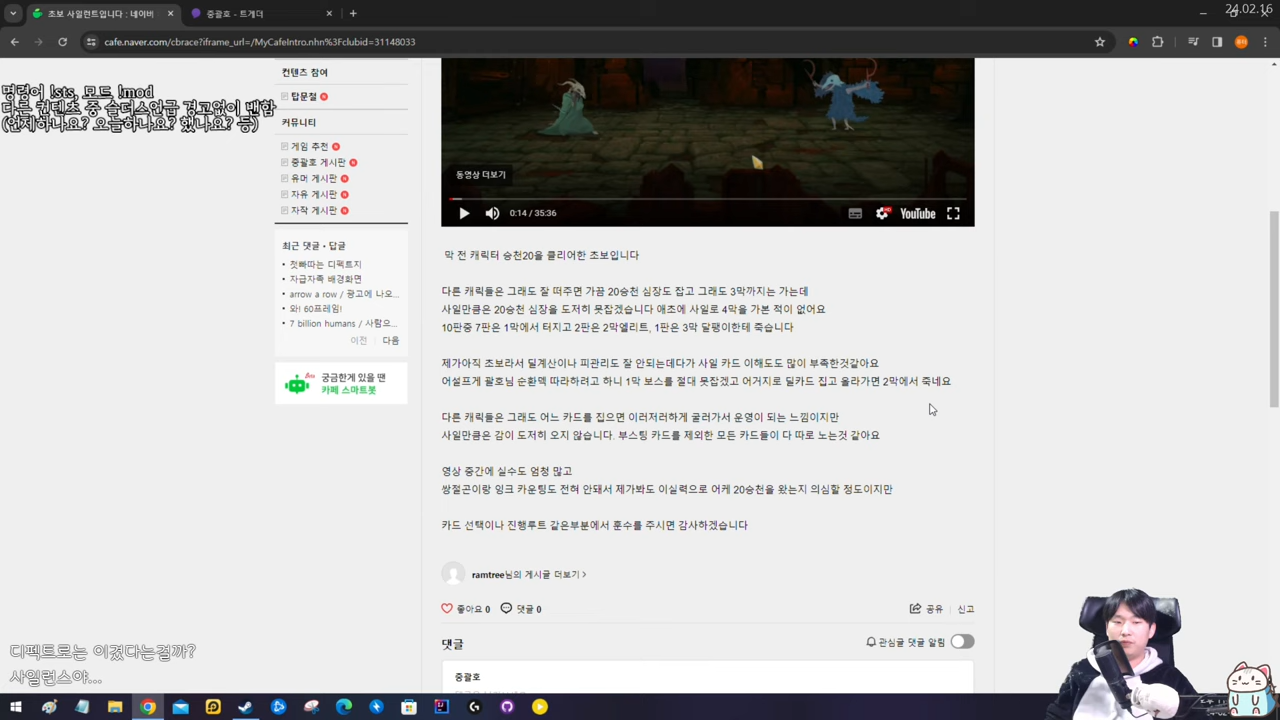 24.02.16
초보 사일런트입니다 : 네이버
중괄호 - 트게더
cafe.naver.com/cbrace?iframe_url=/MyCafeIntro.nhn%3Fclubid=31148033
명령어 !sts, 모드 !mod
다른 컨텐츠 중 슬더스언급 경고없이 밴함
(언제하나요? 오늘하나요? 했나요? 등)
컨텐츠 참여
탑문철
커뮤니티
게임 추천
중괄호 게시판
유머 게시판
자유 게시판
자작 게시판
최근 댓글 · 답글
첫빠따는 디펙트지
자급자족 배경화면
arrow a row / 광고에 나오...
와! 60프레임!
7 billion humans / 사람으...
이전 다음
궁금한게 있을 땐
카페 스마트봇
동영상 더보기
0:14 / 35:36
YouTube
막 전 캐릭터 승천20을 클리어한 초보입니다
다른 캐릭들은 그래도 잘 떠주면 가끔 20승천 심장도 잡고 그래도 3막까지는 가는데
사일만큼은 20승천 심장을 도저히 못잡겠습니다 애초에 사일로 4막을 가본 적이 없어요
10판중 7판은 1막에서 터지고 2판은 2막엘리트, 1판은 3막 달팽이한테 죽습니다
제가아직 초보라서 딜계산이나 피관리도 잘 안되는데다가 사일 카드 이해도도 많이 부족한것같아요
어설프게 괄호님 순환덱 따라하려고 하니 1막 보스를 절대 못잡겠고 어거지로 딜카드 집고 올라가면 2막에서 죽네요
다른 캐릭들은 그래도 어느 카드를 집으면 이러저러하게 굴러가서 운영이 되는 느낌이지만
사일만큼은 감이 도저히 오지 않습니다. 부스팅 카드를 제외한 모든 카드들이 다 따로 노는것 같아요
영상 중간에 실수도 엄청 많고
쌍절곤이랑 잉크 카운팅도 전혀 안돼서 제가봐도 이실력으로 어케 20승천을 왔는지 의심할 정도이지만
카드 선택이나 진행루트 같은부분에서 훈수를 주시면 감사하겠습니다
ramtree님의 게시글 더보기
좋아요 0 댓글 0
공유 신고
댓글
관심글 댓글 알림
중괄호
디펙트로는 이겼다는걸까?
사일런스야...